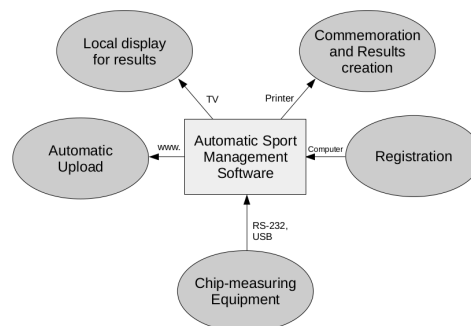 Local display
for results
Commemoration
and Results
creation
TV
Printer
Automatic
Upload
www.
Automatic Sport
Management
Software
Computer
Registration
RS-232,
USB
Chip-measuring
Equipment